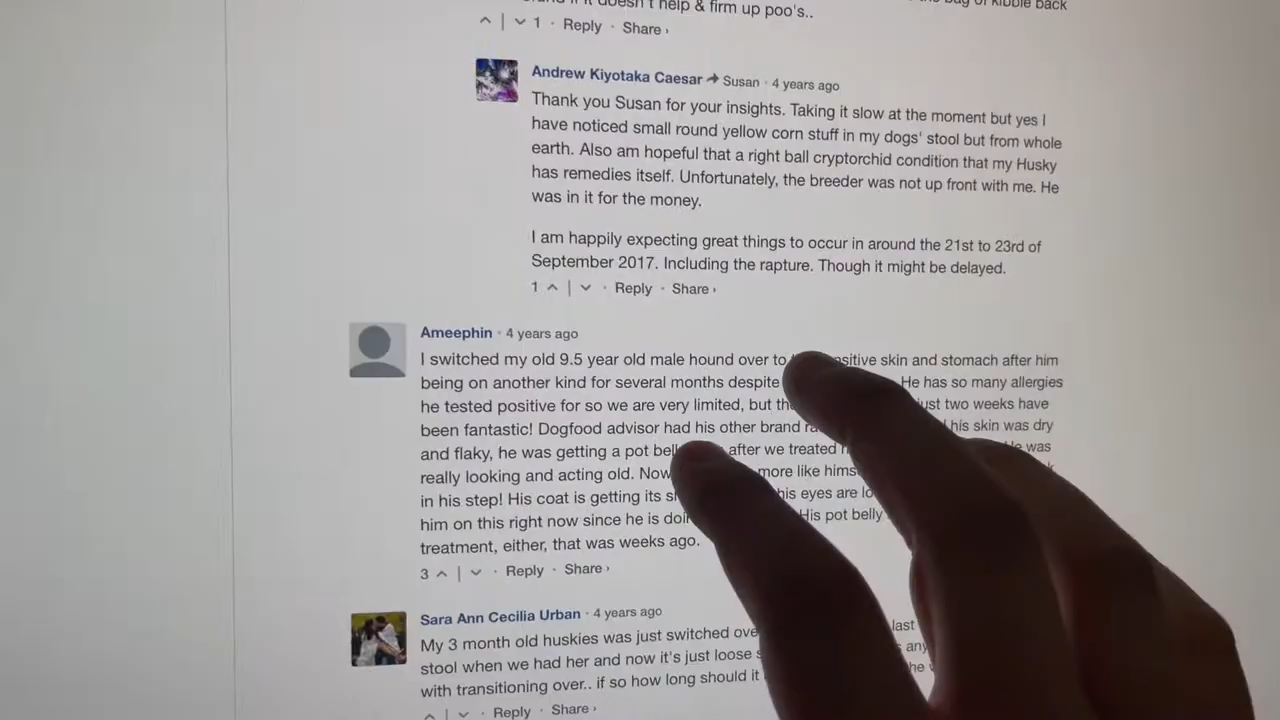 doesn't help & firm up poo's..
bag of kibble back
1 · Reply · Share ›
Andrew Kiyotaka Caesar Susan · 4 years ago
Thank you Susan for your insights. Taking it slow at the moment but yes I
have noticed small round yellow corn stuff in my dogs' stool but from whole
earth. Also am hopeful that a right ball cryptorchid condition that my Husky
has remedies itself. Unfortunately, the breeder was not up front with me. He
was in it for the money.
I am happily expecting great things to occur in around the 21st to 23rd of
September 2017. Including the rapture. Though it might be delayed.
1 · Reply · Share ›
Ameephin · 4 years ago
I switched my old 9.5 year old male hound over to skin and stomach after him
being on another kind for several months despite He has so many allergies
he tested positive for so we are very limited, but just two weeks have
been fantastic! Dogfood advisor had his other brand his skin was dry
and flaky, he was getting a pot after we treated was
really looking and acting old. Now more like
in his step! His coat is getting its his eyes are
him on this right now since he is His pot belly
treatment, either, that was weeks ago.
3 · Reply · Share ›
Sara Ann Cecilia Urban · 4 years ago
My 3 month old huskies was just switched last
stool when we had her and now it's just loose
with transitioning over.. if so how long should it
Reply · Share ›